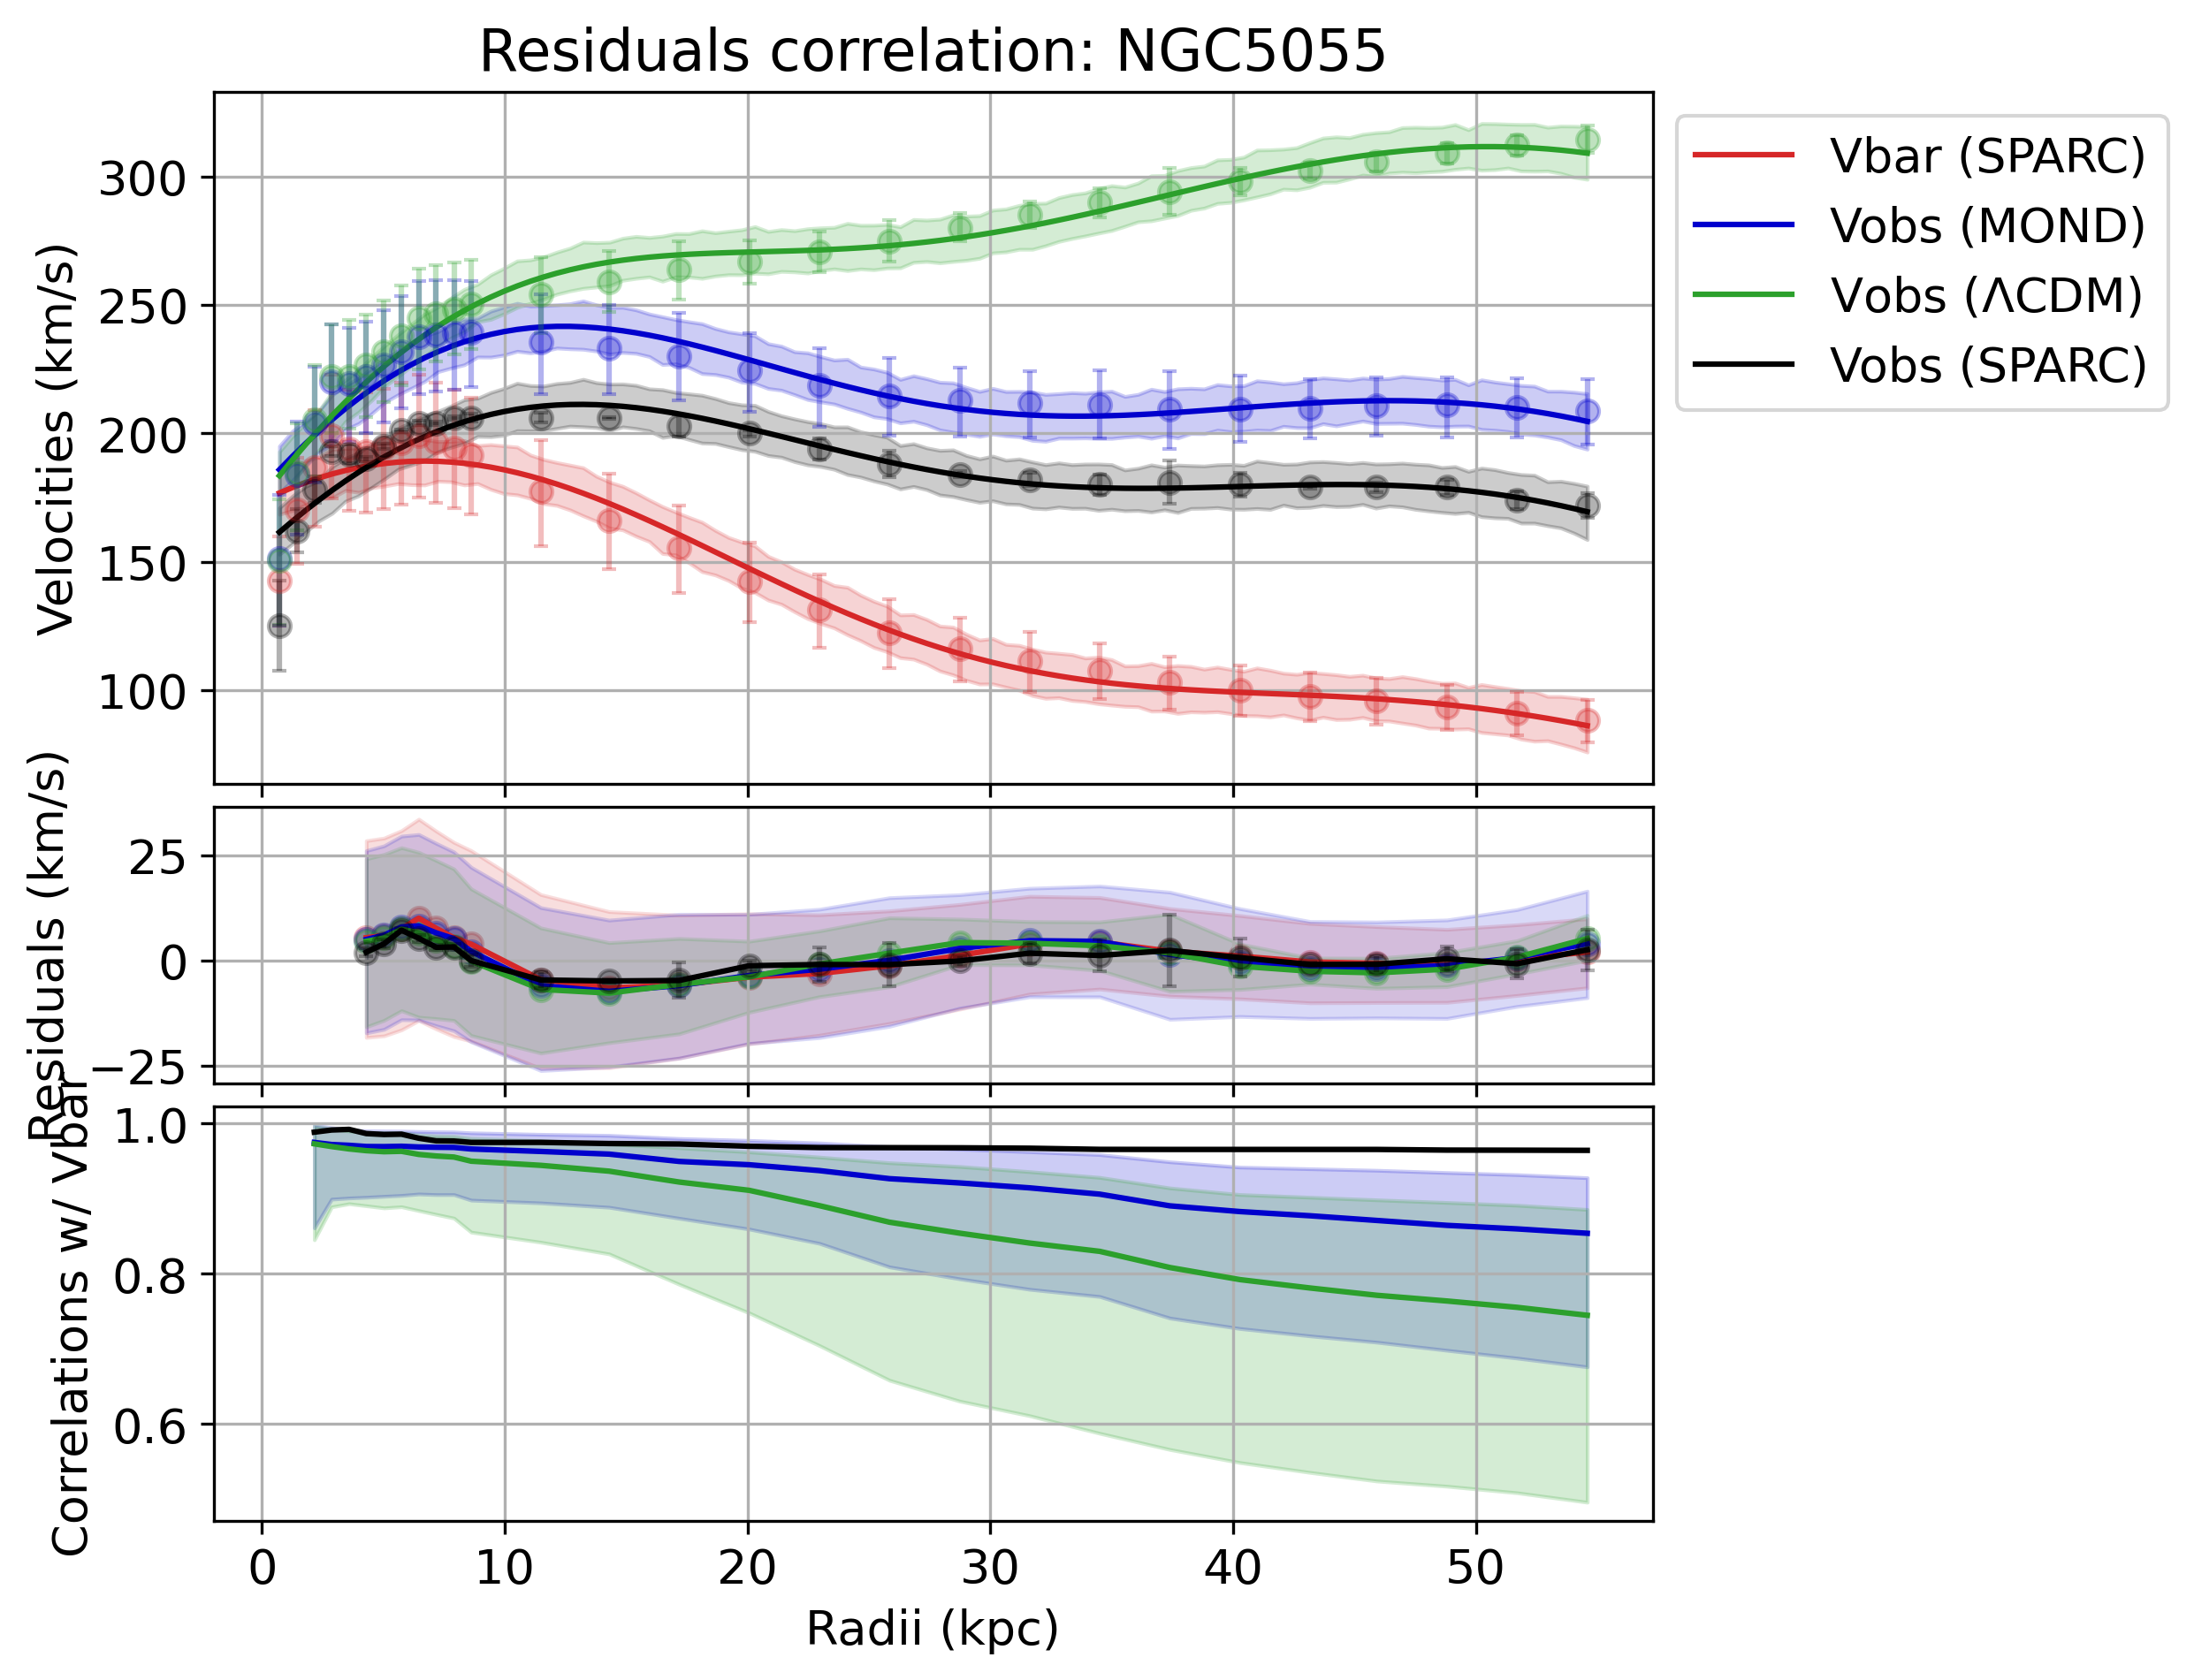 Residuals correlation: NGC5055
Vbar (SPARC)
Vobs (MOND)
Vobs (ΛCDM)
Vobs (SPARC)
Velocities (km/s)
300
250
200
150
100
Residuals (km/s)
25
0
−25
Correlations w/ Vbar
1.0
0.8
0.6
0 10 20 30 40 50
Radii (kpc)